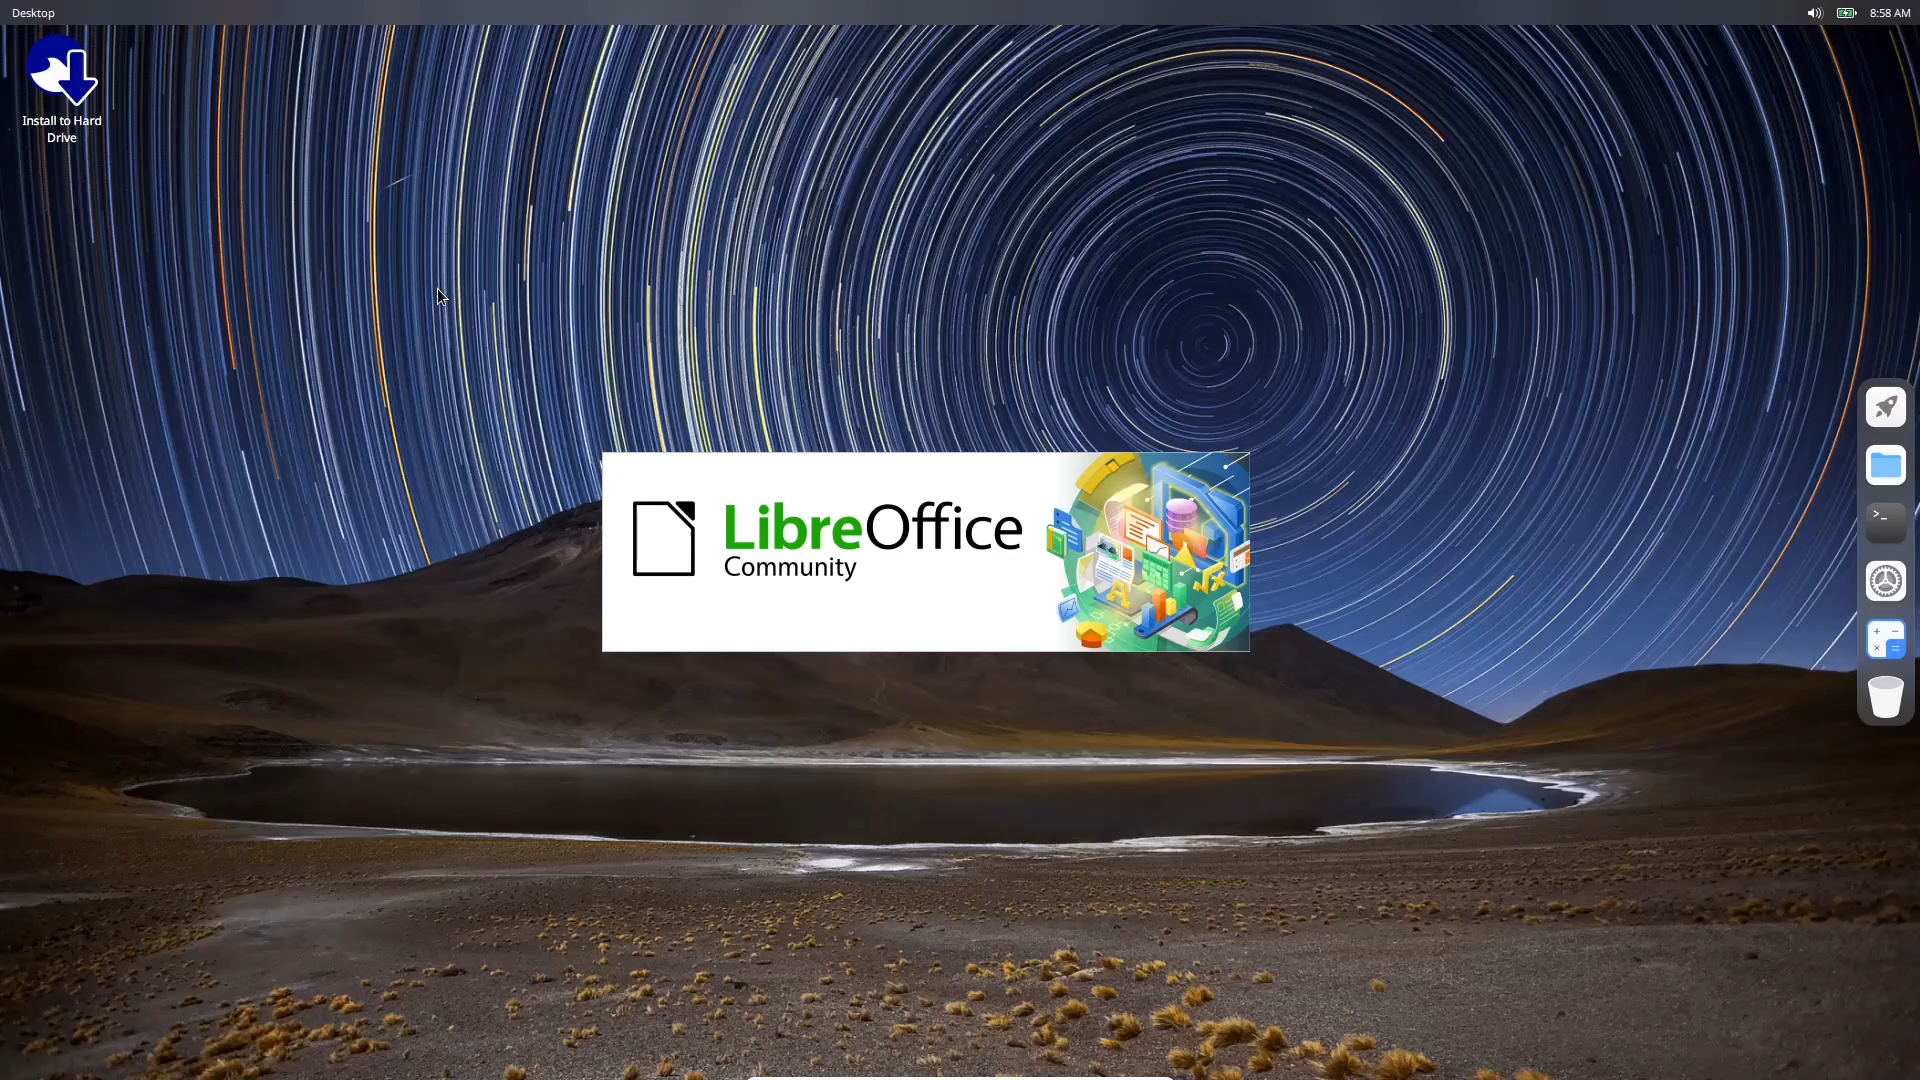 Desktop
8:58 AM
Install to Hard
Drive
LibreOffice
Community